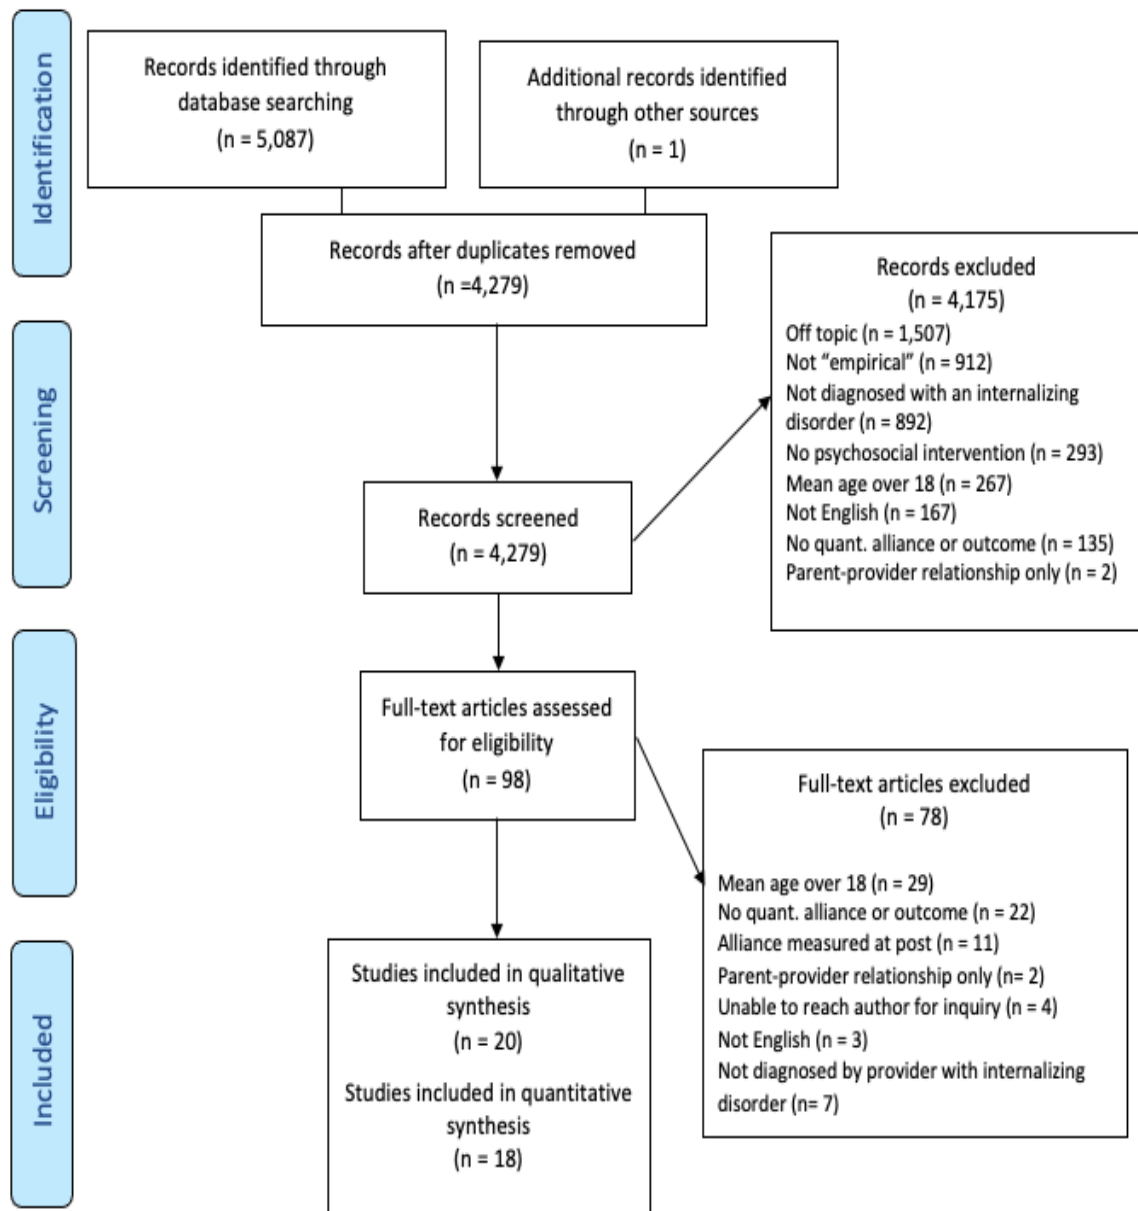 Identification
Records identified through
database searching
(n = 5,087)
Additional records identified
through other sources
(n = 1)
Records after duplicates removed
(n =4,279)
Records excluded
(n = 4,175)
Off topic (n = 1,507)
Not “empirical” (n = 912)
Not diagnosed with an internalizing
disorder (n = 892)
No psychosocial intervention (n = 293)
Mean age over 18 (n = 267)
Not English (n = 167)
No quant. alliance or outcome (n = 135)
Parent-provider relationship only (n = 2)
Screening
Records screened
(n = 4,279)
Eligibility
Full-text articles assessed
for eligibility
(n = 98)
Full-text articles excluded
(n = 78)
Mean age over 18 (n = 29)
No quant. alliance or outcome (n = 22)
Alliance measured at post (n = 11)
Parent-provider relationship only (n= 2)
Unable to reach author for inquiry (n = 4)
Not English (n = 3)
Not diagnosed by provider with internalizing
disorder (n= 7)
Included
Studies included in qualitative
synthesis
(n = 20)
Studies included in quantitative
synthesis
(n = 18)